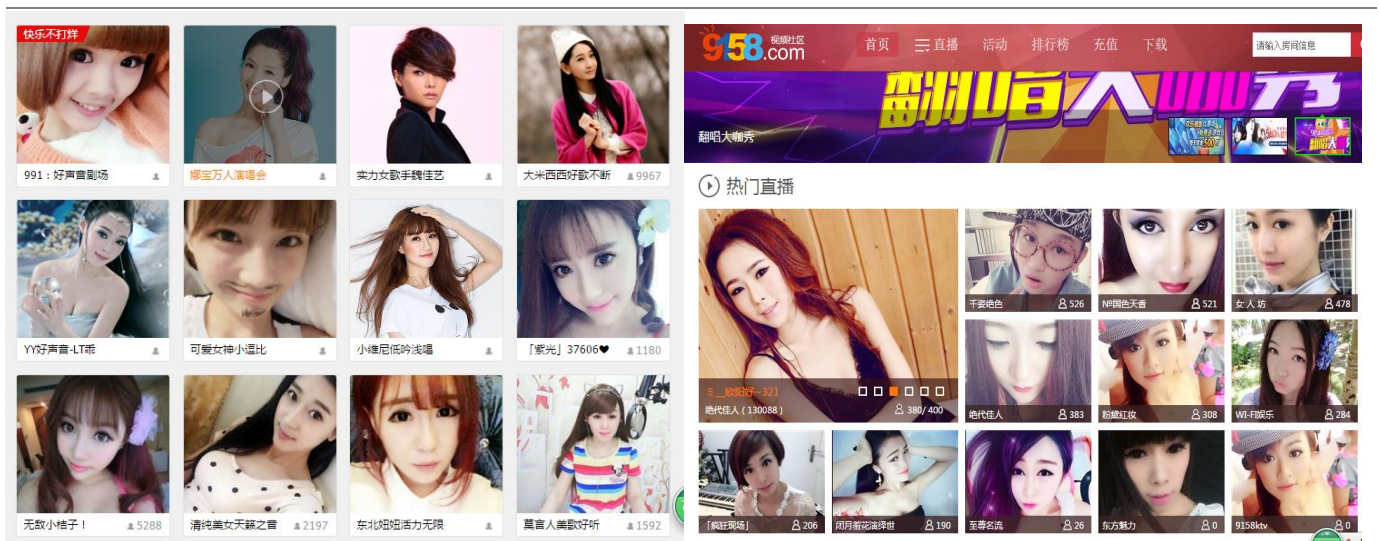 快乐不打烊
991：好声音剧场
娜宝万人演唱会
实力女歌手魏佳艺
大米西西好歌不断 9967
YY好声音-LT乖
可爱女神小逗比
小维尼低吟浅唱
「紫光」37606♥ 1180
无敌小桔子！ 5288
清纯美女天籁之音 2197
东北妞妞活力无限
莫言人美歌好听 1592
9158.com 视频社区
首页 直播 活动 排行榜 充值 下载
请输入房间信息
翻唱大咖秀
翻唱大咖秀
热门直播
绝代佳人（130088） 380/ 400
千姿绝色 526
Nº国色天香 521
女 人 坊 478
绝代佳人 383
粉黛红妆 308
WI-FI娱乐 284
「疯狂现场」 206
闭月羞花演绎世 190
至尊名流 26
东方魅力 0
9158ktv 0